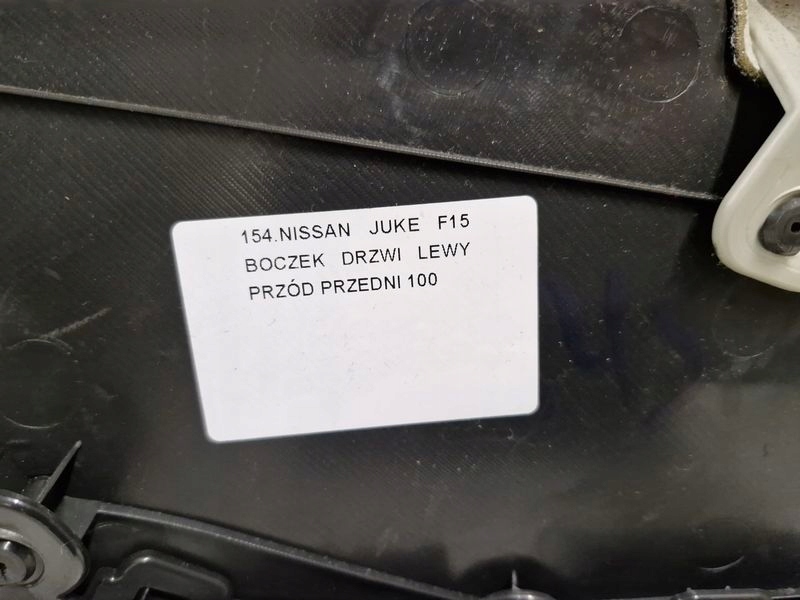 154.NISSAN JUKE F15
BOCZEK DRZWI LEWY
PRZÓD PRZEDNI 100